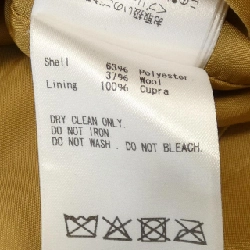 Shell 63% Polyester
37% Wool
Lining 100% Cupra
DRY CLEAN ONLY.
DO NOT IRON
DO NOT WASH . DO NOT BLEACH.